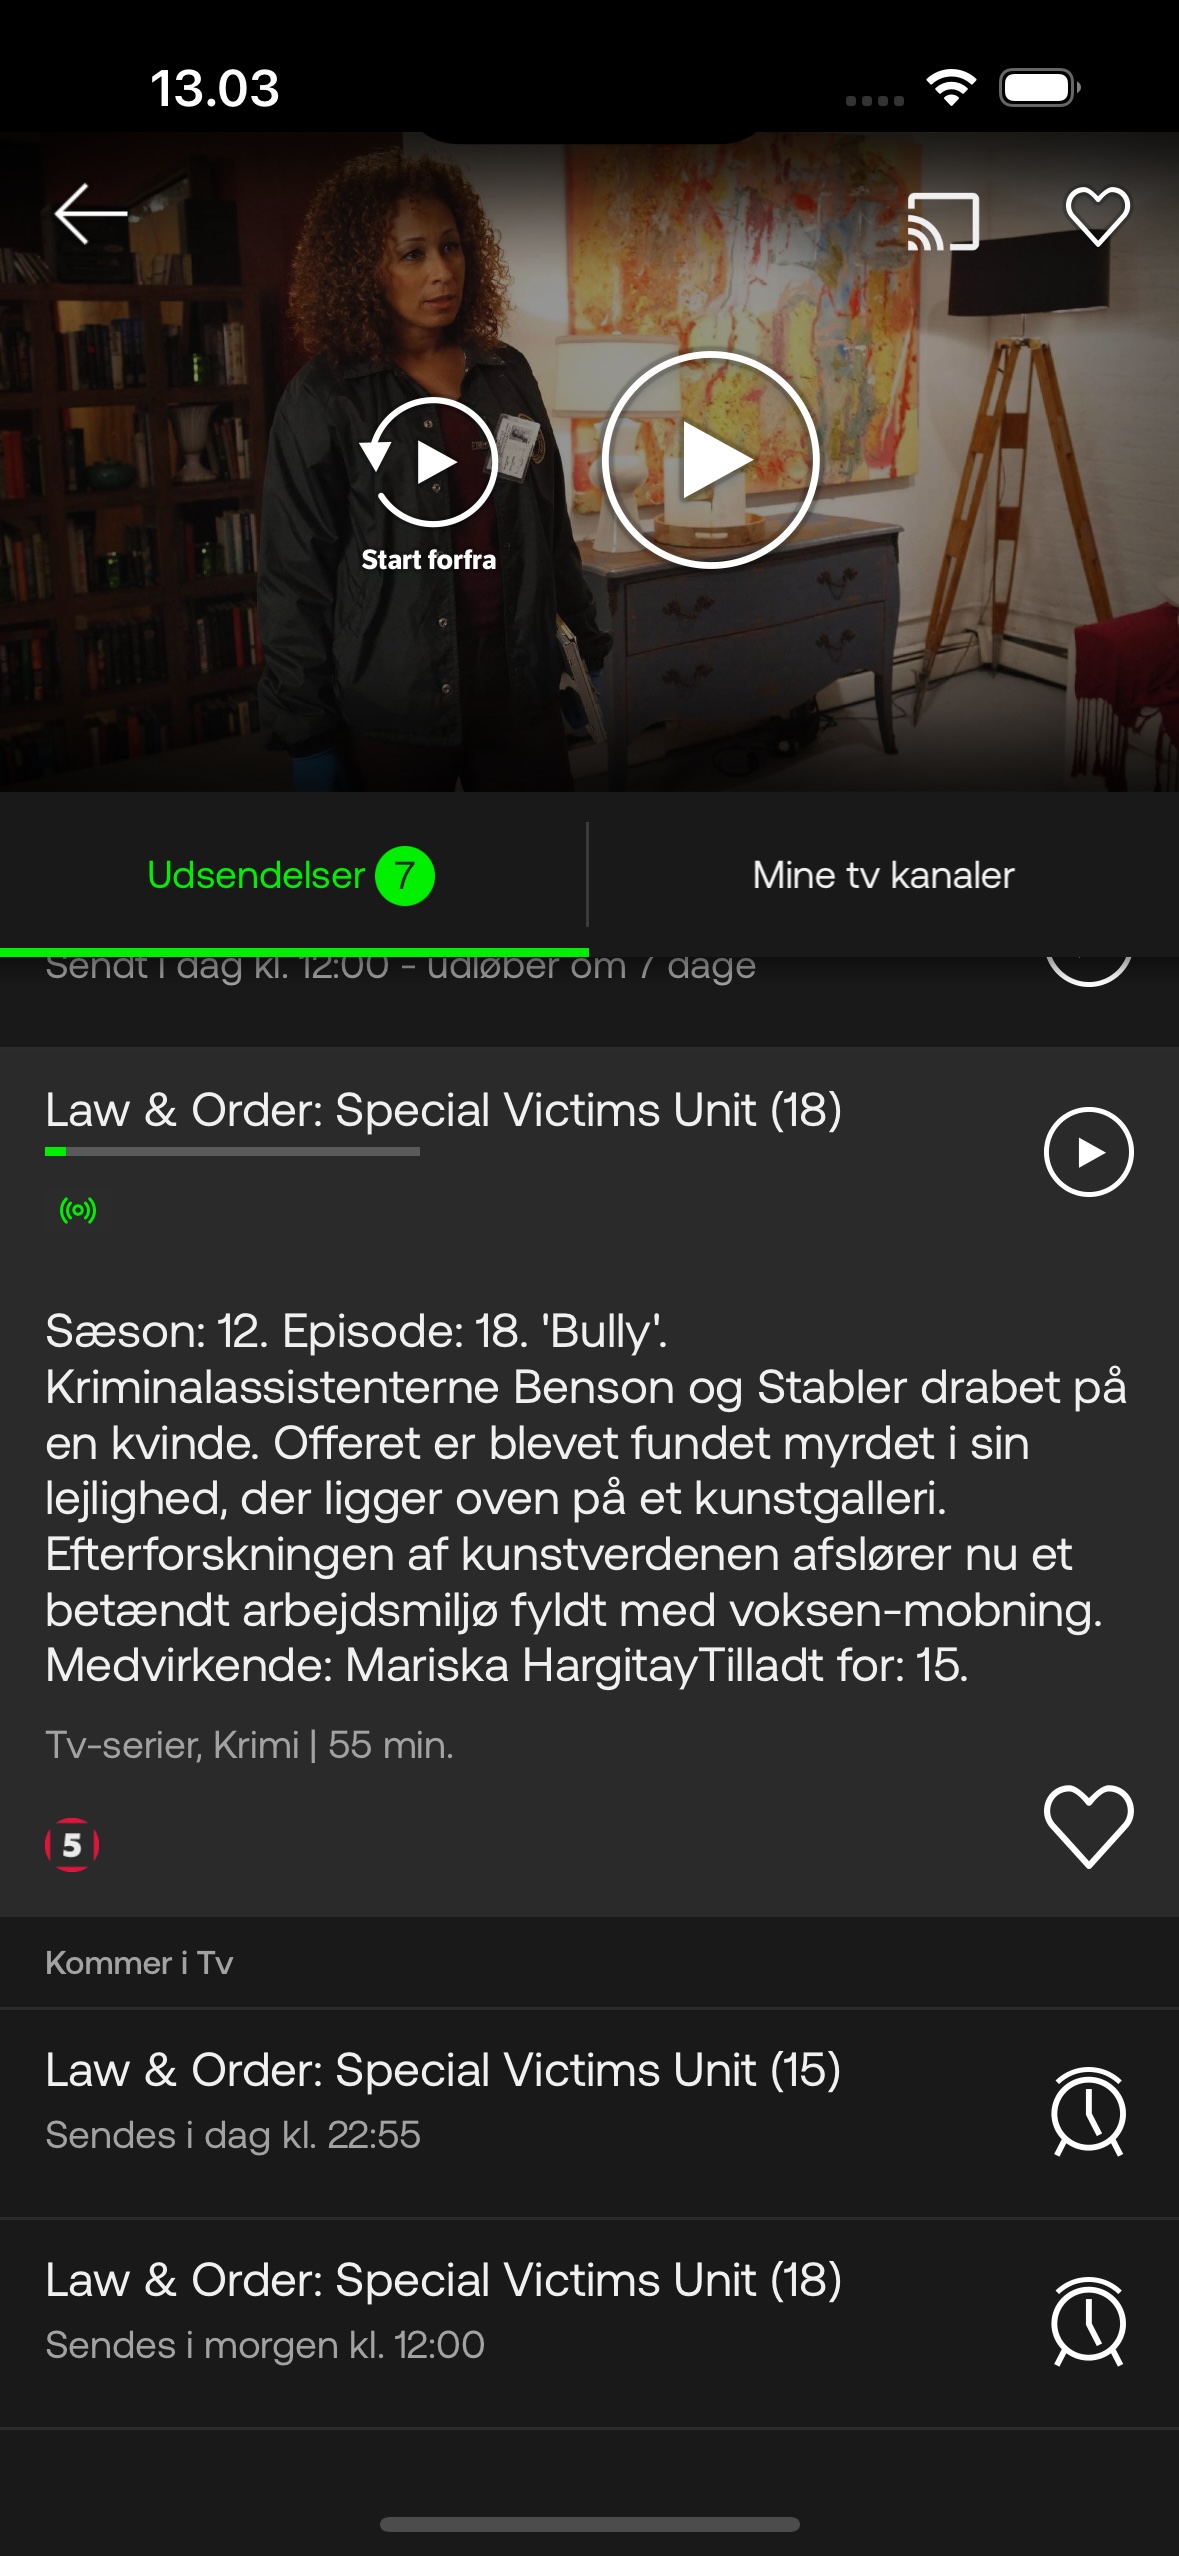 13.03
Start forfra
Udsendelser 7
Mine tv kanaler
Sendt i dag kl. 12:00 - udløber om 7 dage
Law & Order: Special Victims Unit (18)
Sæson: 12. Episode: 18. 'Bully'.
Kriminalassistenterne Benson og Stabler drabet på
en kvinde. Offeret er blevet fundet myrdet i sin
lejlighed, der ligger oven på et kunstgalleri.
Efterforskningen af kunstverdenen afslører nu et
betændt arbejdsmiljø fyldt med voksen-mobning.
Medvirkende: Mariska HargitayTilladt for: 15.
Tv-serier, Krimi | 55 min.
5
Kommer i Tv
Law & Order: Special Victims Unit (15)
Sendes i dag kl. 22:55
Law & Order: Special Victims Unit (18)
Sendes i morgen kl. 12:00